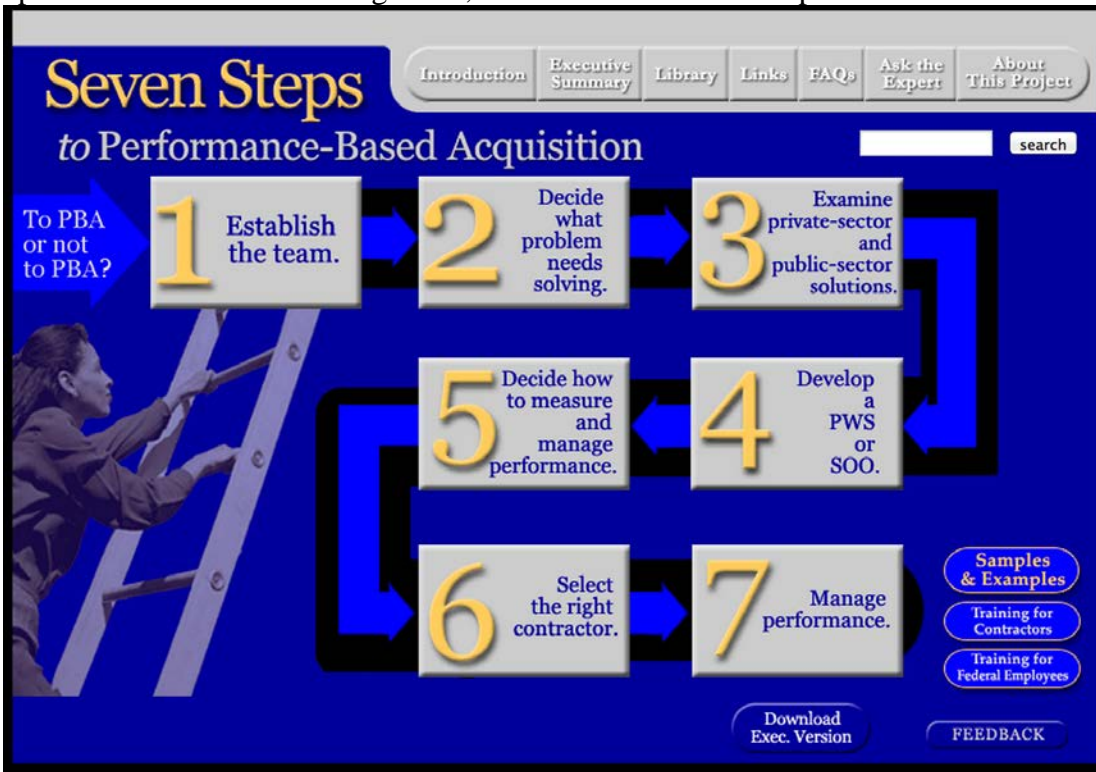 Seven Steps
to Performance-Based Acquisition
Introduction
Executive
Summary
Library
Links
FAQs
Ask the
Expert
About
This Project
search
To PBA
or not
to PBA?
1
Establish
the team.
2
Decide
what
problem
needs
solving.
3
Examine
private-sector
and
public-sector
solutions.
4
Develop
a
PWS
or
SOO.
5
Decide how
to measure
and
manage
performance.
6
Select
the right
contractor.
7
Manage
performance.
Samples
& Examples
Training for
Contractors
Training for
Federal Employees
Download
Exec. Version
FEEDBACK